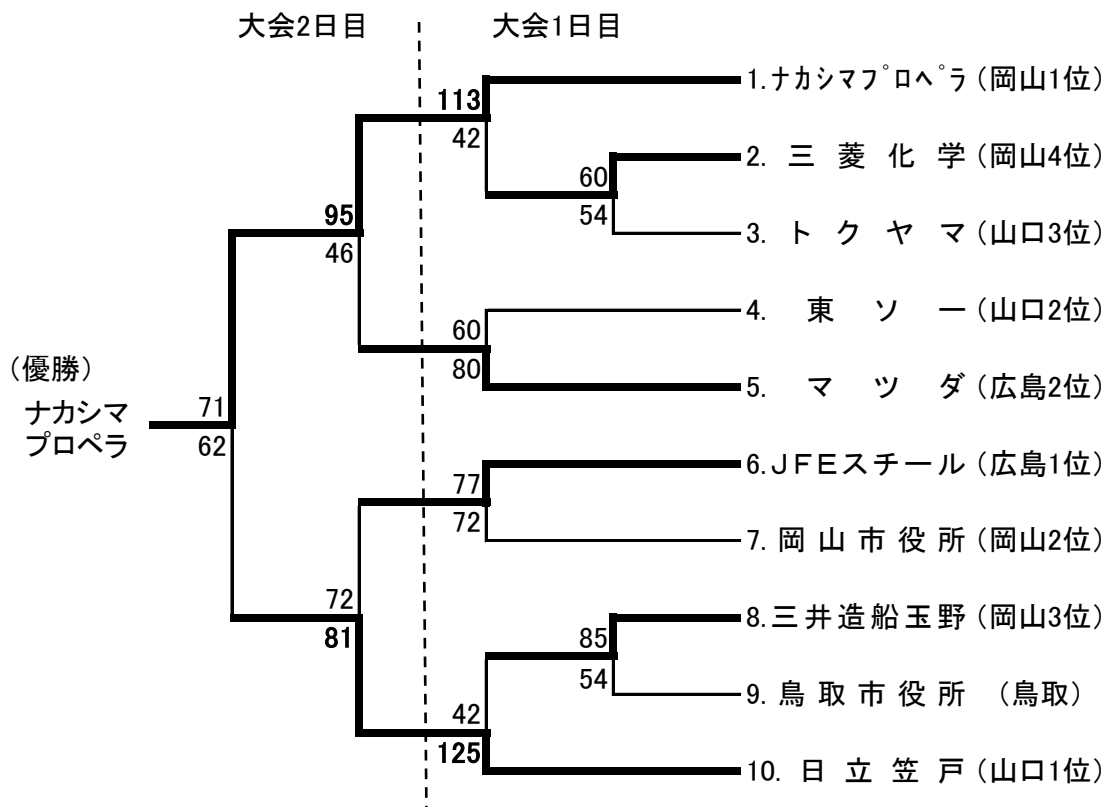 大会2日目
大会1日目
1.ナカシマプロペラ(岡山1位)
113
42
2. 三菱化学(岡山4位)
60
54
3. トクヤマ(山口3位)
95
46
4. 東ソー(山口2位)
60
80
5. マツダ(広島2位)
(優勝)
ナカシマ
プロペラ
71
62
6.JFEスチール(広島1位)
77
72
7. 岡山市役所(岡山2位)
72
81
8.三井造船玉野(岡山3位)
85
54
9. 鳥取市役所 (鳥取)
42
125
10. 日立笠戸(山口1位)